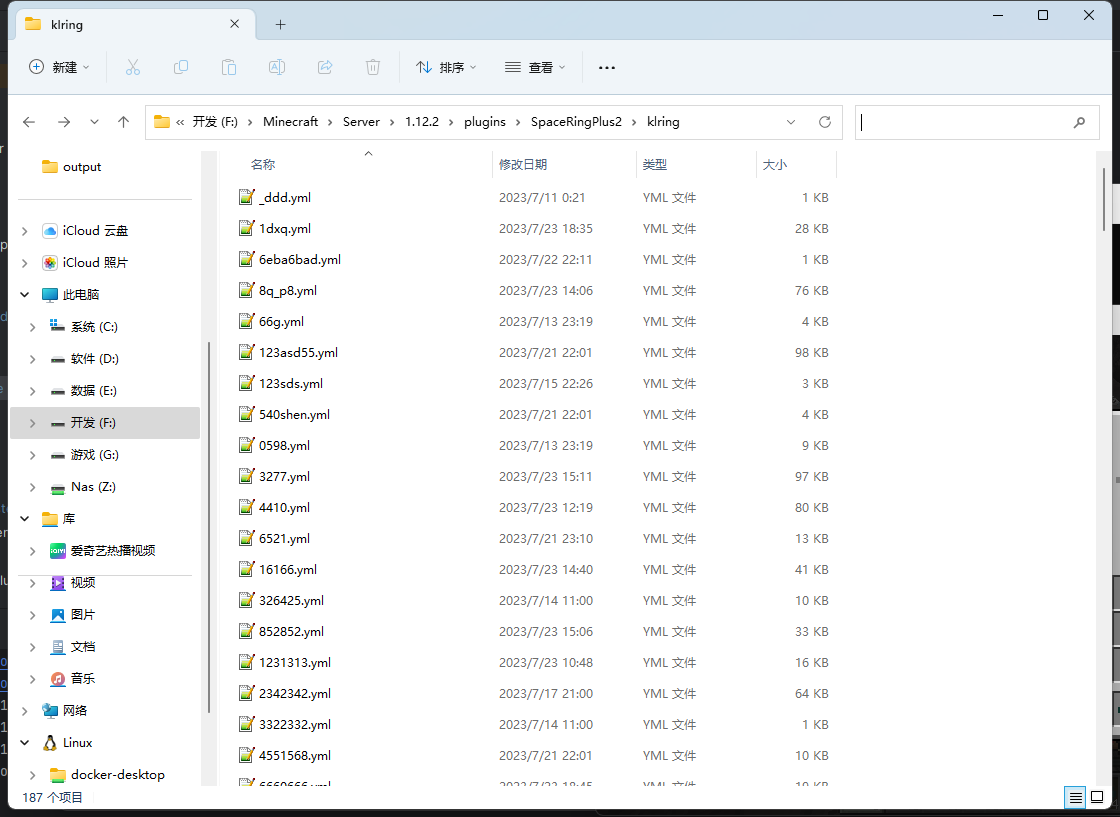 klring
新建
排序
查看
« 开发 (F:) › Minecraft › Server › 1.12.2 › plugins › SpaceRingPlus2 › klring
output
iCloud 云盘
iCloud 照片
此电脑
系统 (C:)
软件 (D:)
数据 (E:)
开发 (F:)
游戏 (G:)
Nas (Z:)
库
爱奇艺热播视频
视频
图片
文档
音乐
网络
Linux
docker-desktop
名称 修改日期 类型 大小
_ddd.yml 2023/7/11 0:21 YML 文件 1 KB
1dxq.yml 2023/7/23 18:35 YML 文件 28 KB
6eba6bad.yml 2023/7/22 22:11 YML 文件 1 KB
8q_p8.yml 2023/7/23 14:06 YML 文件 76 KB
66g.yml 2023/7/13 23:19 YML 文件 4 KB
123asd55.yml 2023/7/21 22:01 YML 文件 98 KB
123sds.yml 2023/7/15 22:26 YML 文件 3 KB
540shen.yml 2023/7/21 22:01 YML 文件 4 KB
0598.yml 2023/7/13 23:19 YML 文件 9 KB
3277.yml 2023/7/23 15:11 YML 文件 97 KB
4410.yml 2023/7/23 12:19 YML 文件 80 KB
6521.yml 2023/7/21 23:10 YML 文件 13 KB
16166.yml 2023/7/23 14:40 YML 文件 41 KB
326425.yml 2023/7/14 11:00 YML 文件 10 KB
852852.yml 2023/7/23 15:06 YML 文件 33 KB
1231313.yml 2023/7/23 10:48 YML 文件 16 KB
2342342.yml 2023/7/17 21:00 YML 文件 64 KB
3322332.yml 2023/7/14 11:00 YML 文件 1 KB
4551568.yml 2023/7/21 22:01 YML 文件 10 KB
187 个项目